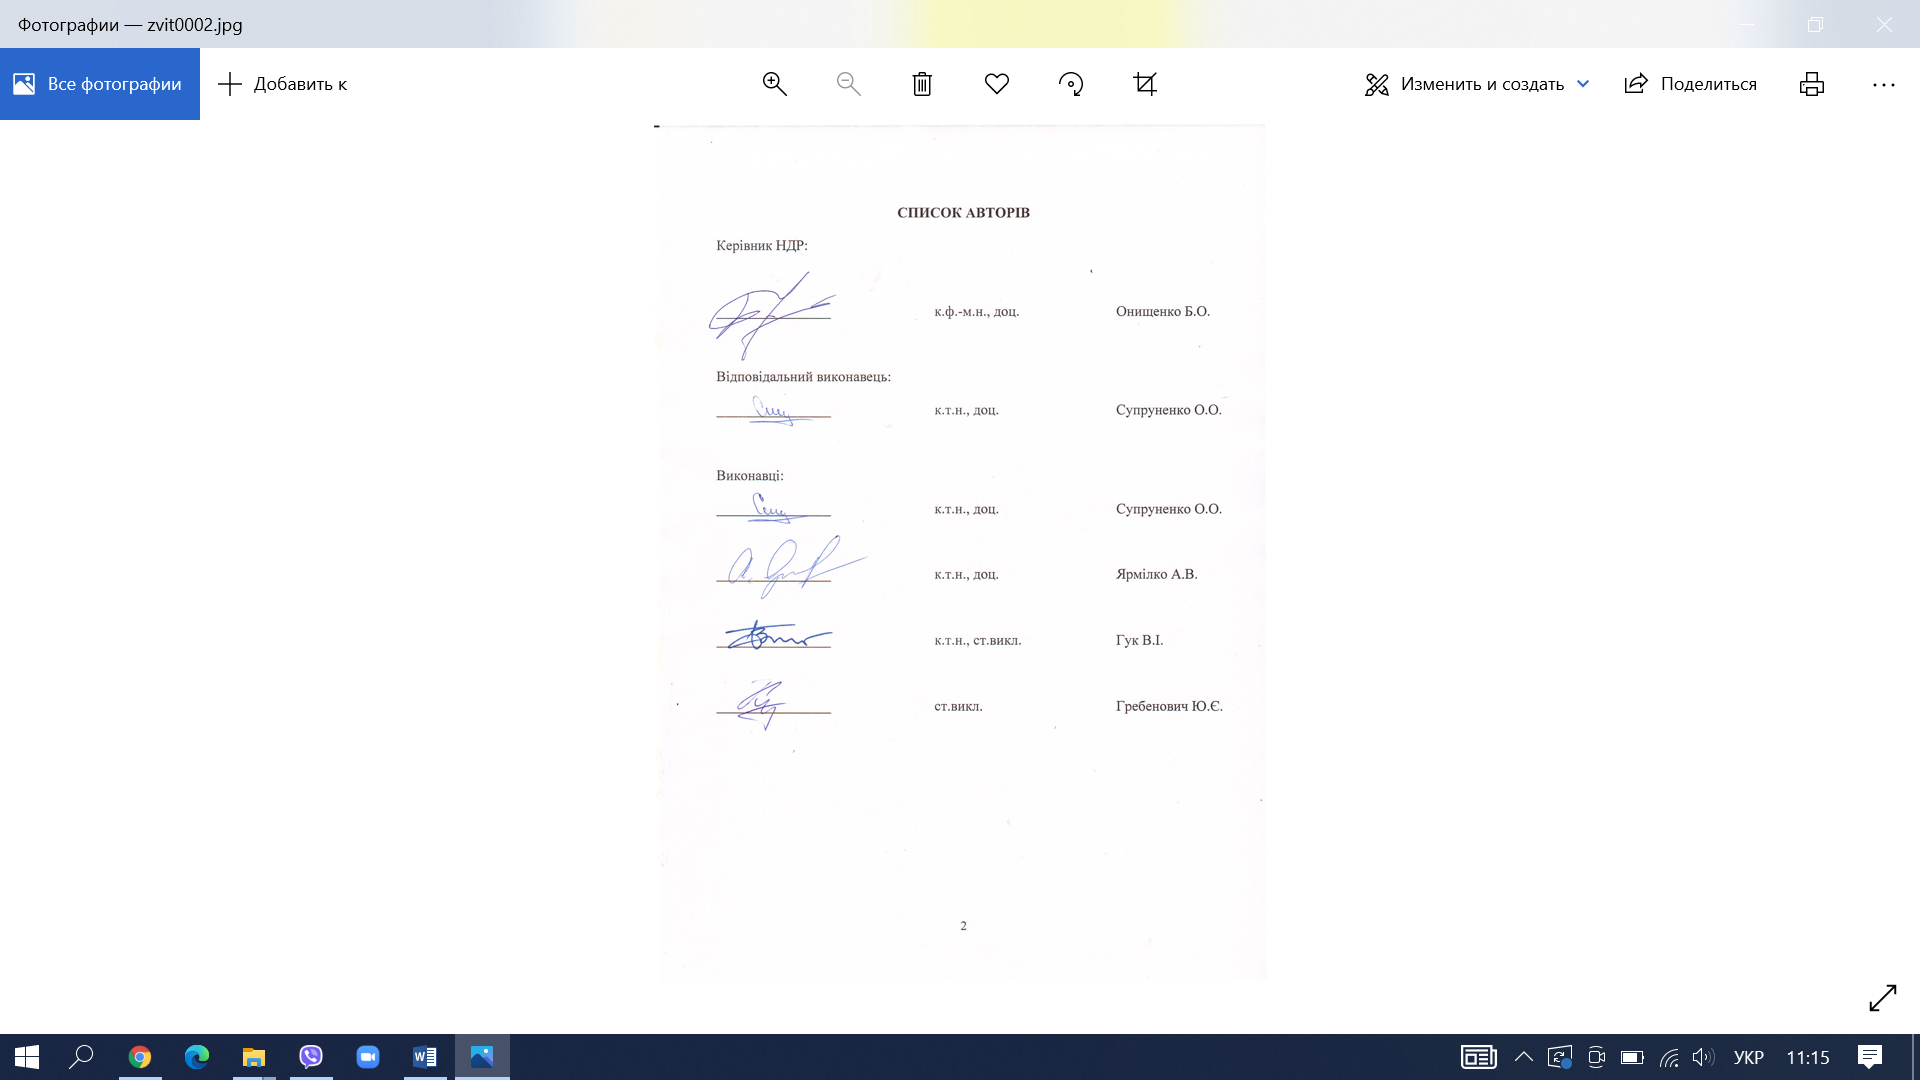 Фотографии — zvit0002.jpg
Все фотографии
Добавить к
Изменить и создать
Поделиться
СПИСОК АВТОРІВ
Керівник НДР:
к.ф.-м.н., доц. Онищенко Б.О.
Відповідальний виконавець:
к.т.н., доц. Супруненко О.О.
Виконавці:
к.т.н., доц. Супруненко О.О.
к.т.н., доц. Ярмілко А.В.
к.т.н., ст.викл. Гук В.І.
ст.викл. Гребенович Ю.Є.
2
УКР 11:15